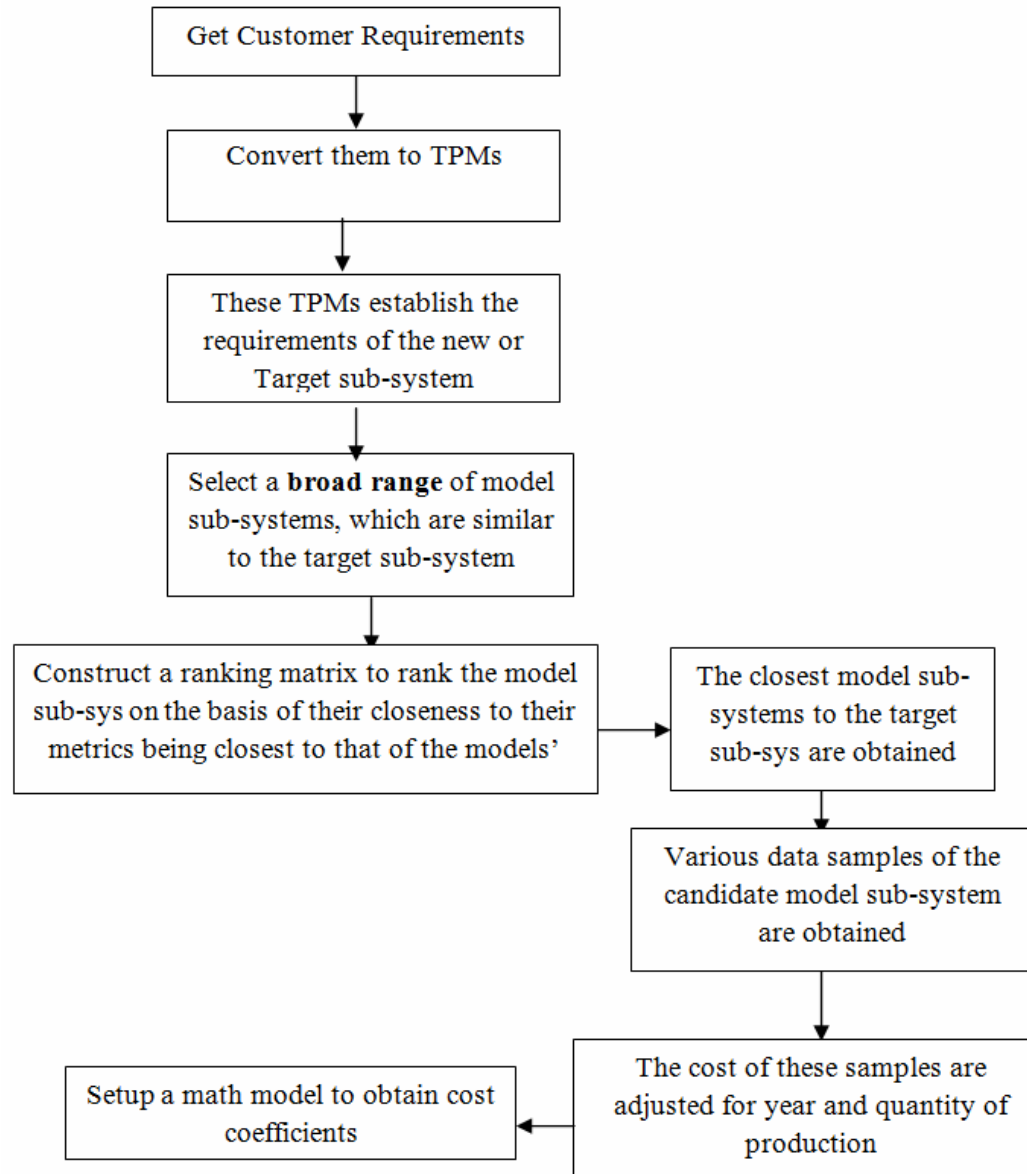 Get Customer Requirements
Convert them to TPMs
These TPMs establish the
requirements of the new or
Target sub-system
Select a broad range of model
sub-systems, which are similar
to the target sub-system
Construct a ranking matrix to rank the model
sub-sys on the basis of their closeness to their
metrics being closest to that of the models’
The closest model sub-
systems to the target
sub-sys are obtained
Various data samples of the
candidate model sub-system
are obtained
The cost of these samples are
adjusted for year and quantity of
production
Setup a math model to obtain cost
coefficients